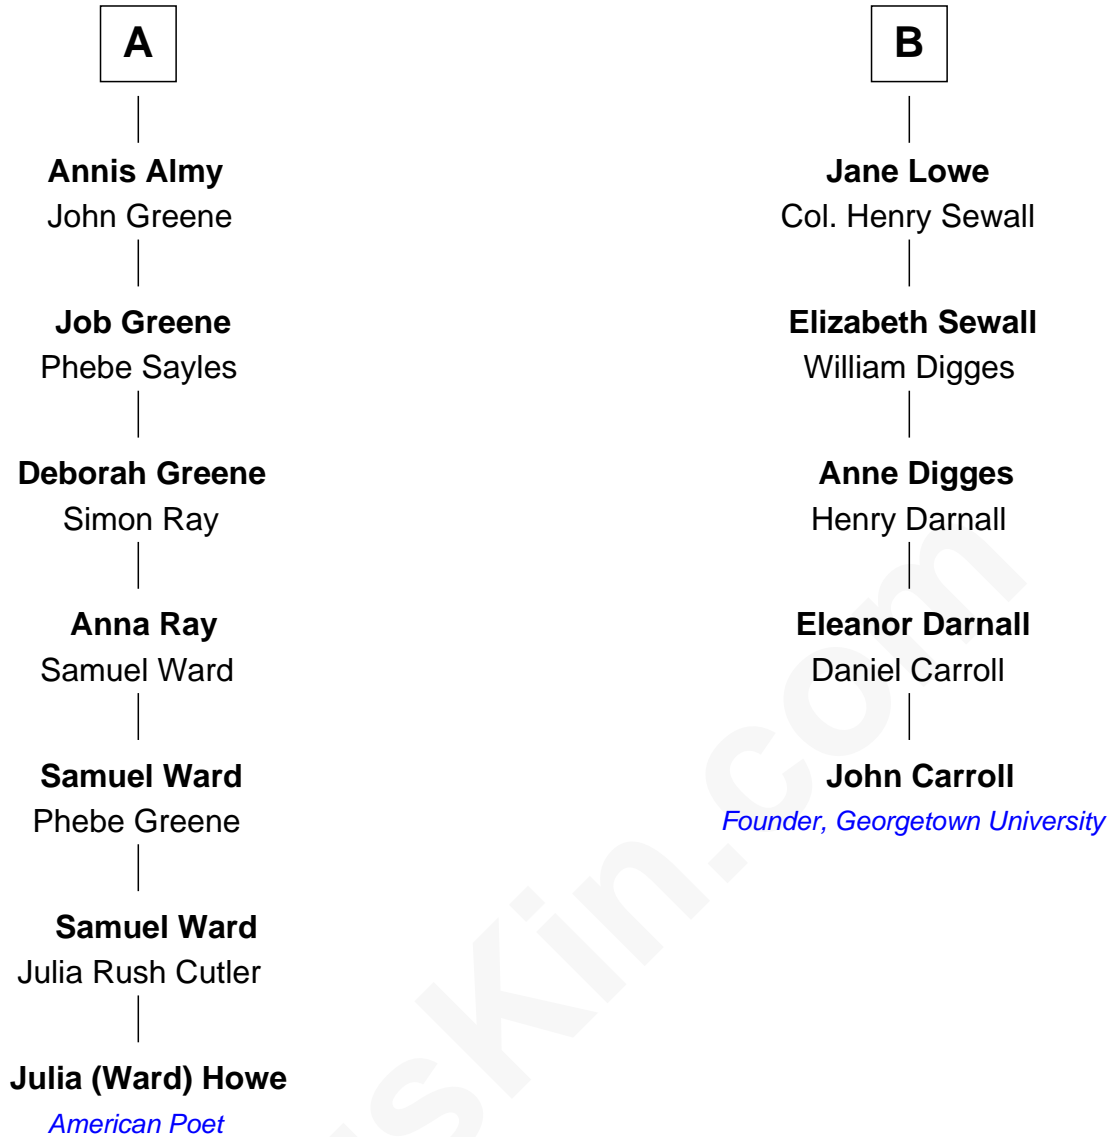 A
Annis Almy
John Greene
Job Greene
Phebe Sayles
Deborah Greene
Simon Ray
Anna Ray
Samuel Ward
Samuel Ward
Phebe Greene
Samuel Ward
Julia Rush Cutler
Julia (Ward) Howe
American Poet
B
Jane Lowe
Col. Henry Sewall
Elizabeth Sewall
William Digges
Anne Digges
Henry Darnall
Eleanor Darnall
Daniel Carroll
John Carroll
Founder, Georgetown University
sKin.com